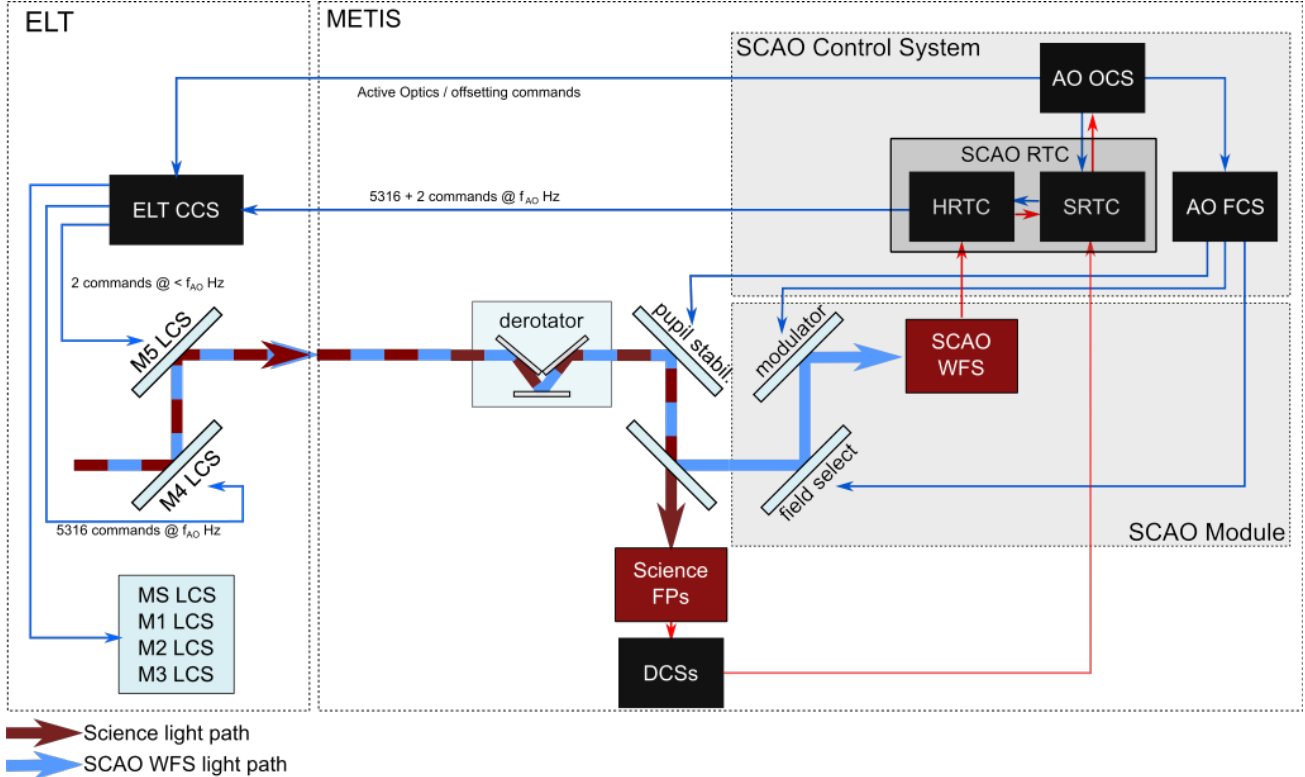 ELT
METIS
SCAO Control System
AO OCS
Active Optics / offsetting commands
SCAO RTC
5316 + 2 commands @ fAO Hz
ELT CCS
HRTC
SRTC
AO FCS
2 commands @ < fAO Hz
derotator
pupil stabil.
modulator
SCAO
WFS
M5 LCS
M4 LCS
field select
5316 commands @ fAO Hz
SCAO Module
Science
FPs
MS LCS
M1 LCS
M2 LCS
M3 LCS
DCSs
Science light path
SCAO WFS light path